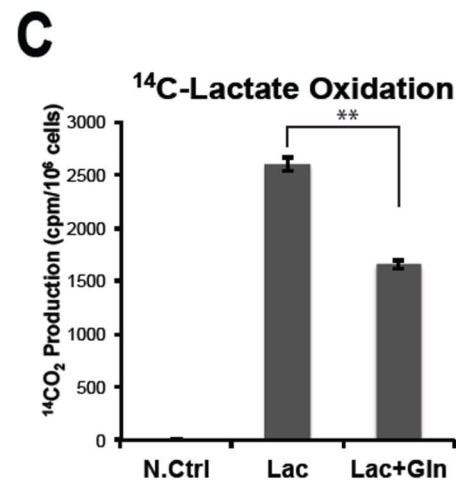 C
¹⁴C-Lactate Oxidation
¹⁴CO₂ Production (cpm/10⁶ cells)
3000
2500
2000
1500
1000
500
0
**
N.Ctrl Lac Lac+Gln